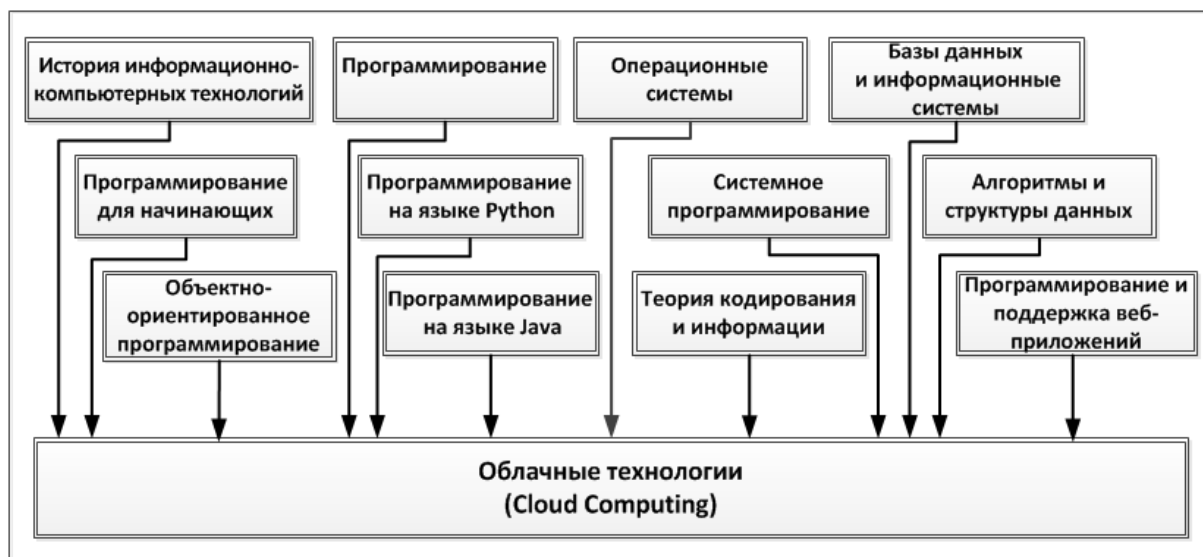 История информационно-
компьютерных технологий
Программирование
Операционные
системы
Базы данных
и информационные
системы
Программирование
для начинающих
Программирование
на языке Python
Системное
программирование
Алгоритмы и
структуры данных
Объектно-
ориентированное
программирование
Программирование
на языке Java
Теория кодирования
и информации
Программирование и
поддержка веб-
приложений
Облачные технологии
(Cloud Computing)